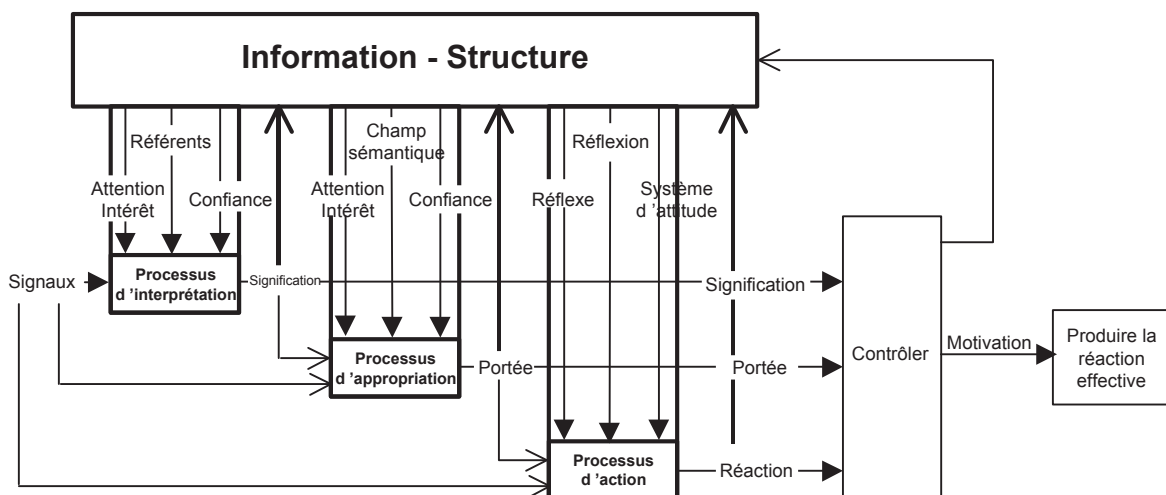 Information - Structure
Référents
Champ
sémantique
Réflexion
Attention
Intérêt
Confiance
Attention
Intérêt
Confiance
Réflexe
Système
d ’attitude
Signaux
Processus
d ’interprétation
Signification
Signification
Processus
d ’appropriation
Portée
Portée
Contrôler
Motivation
Produire la
réaction
effective
Processus
d ’action
Réaction